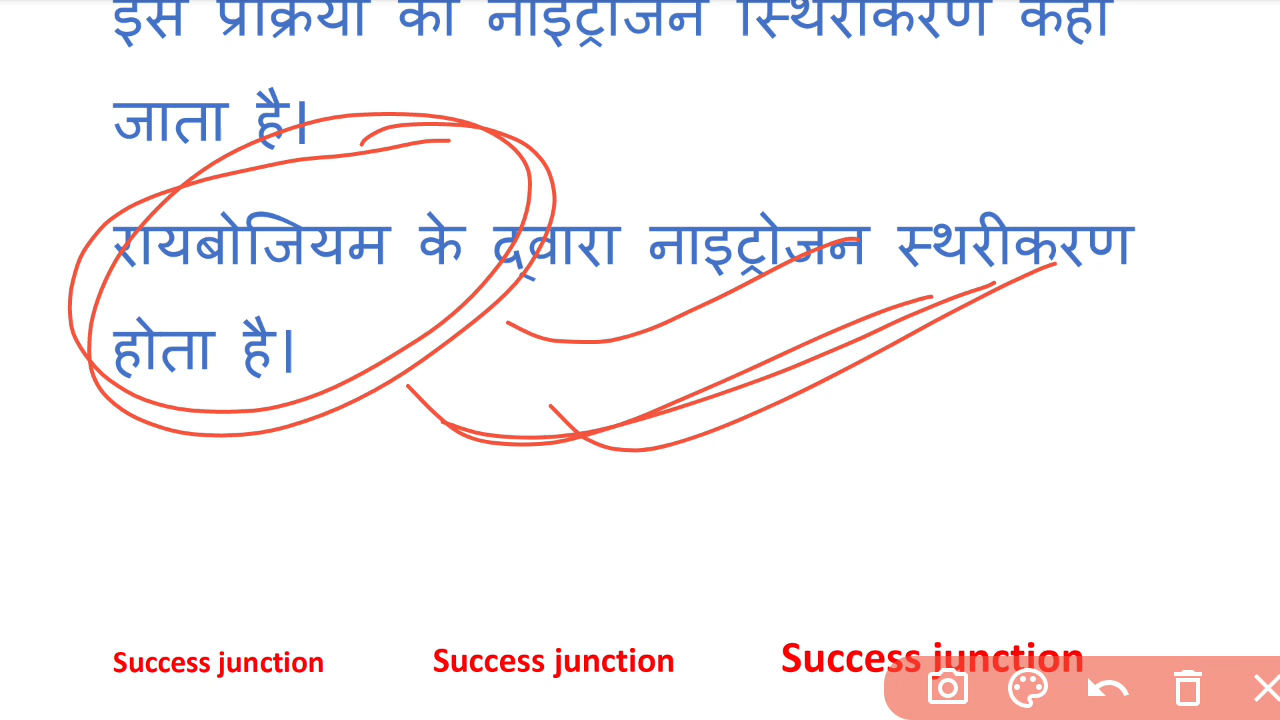 इस प्रक्रिया को नाइट्रोजन स्थिरीकरण कहा
जाता है।
रायबोजियम के द्वारा नाइट्रोजन स्थरीकरण
होता है।
Success junction Success junction Success junction